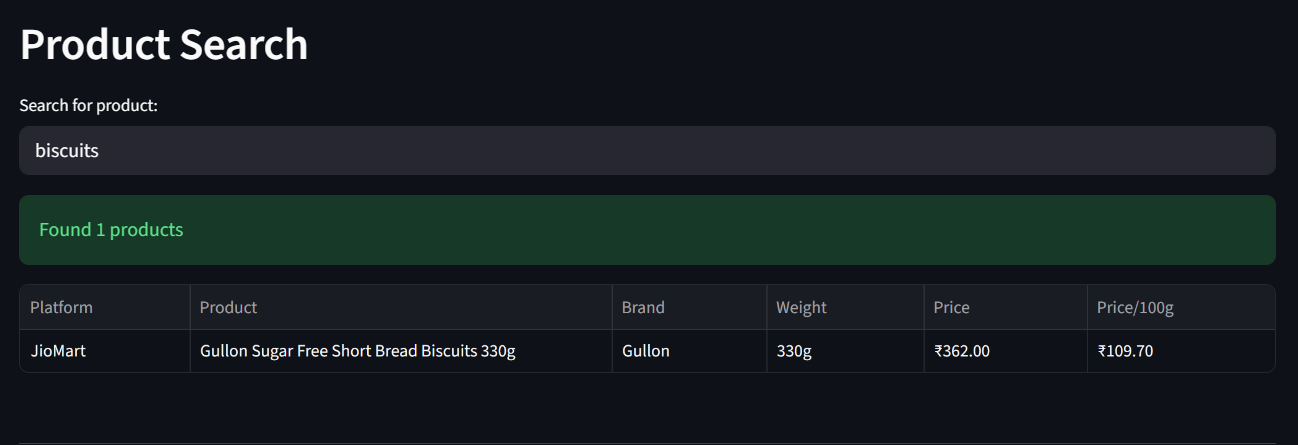 Product Search
Search for product:
biscuits
Found 1 products
Platform Product Brand Weight Price Price/100g
JioMart Gullon Sugar Free Short Bread Biscuits 330g Gullon 330g ₹362.00 ₹109.70